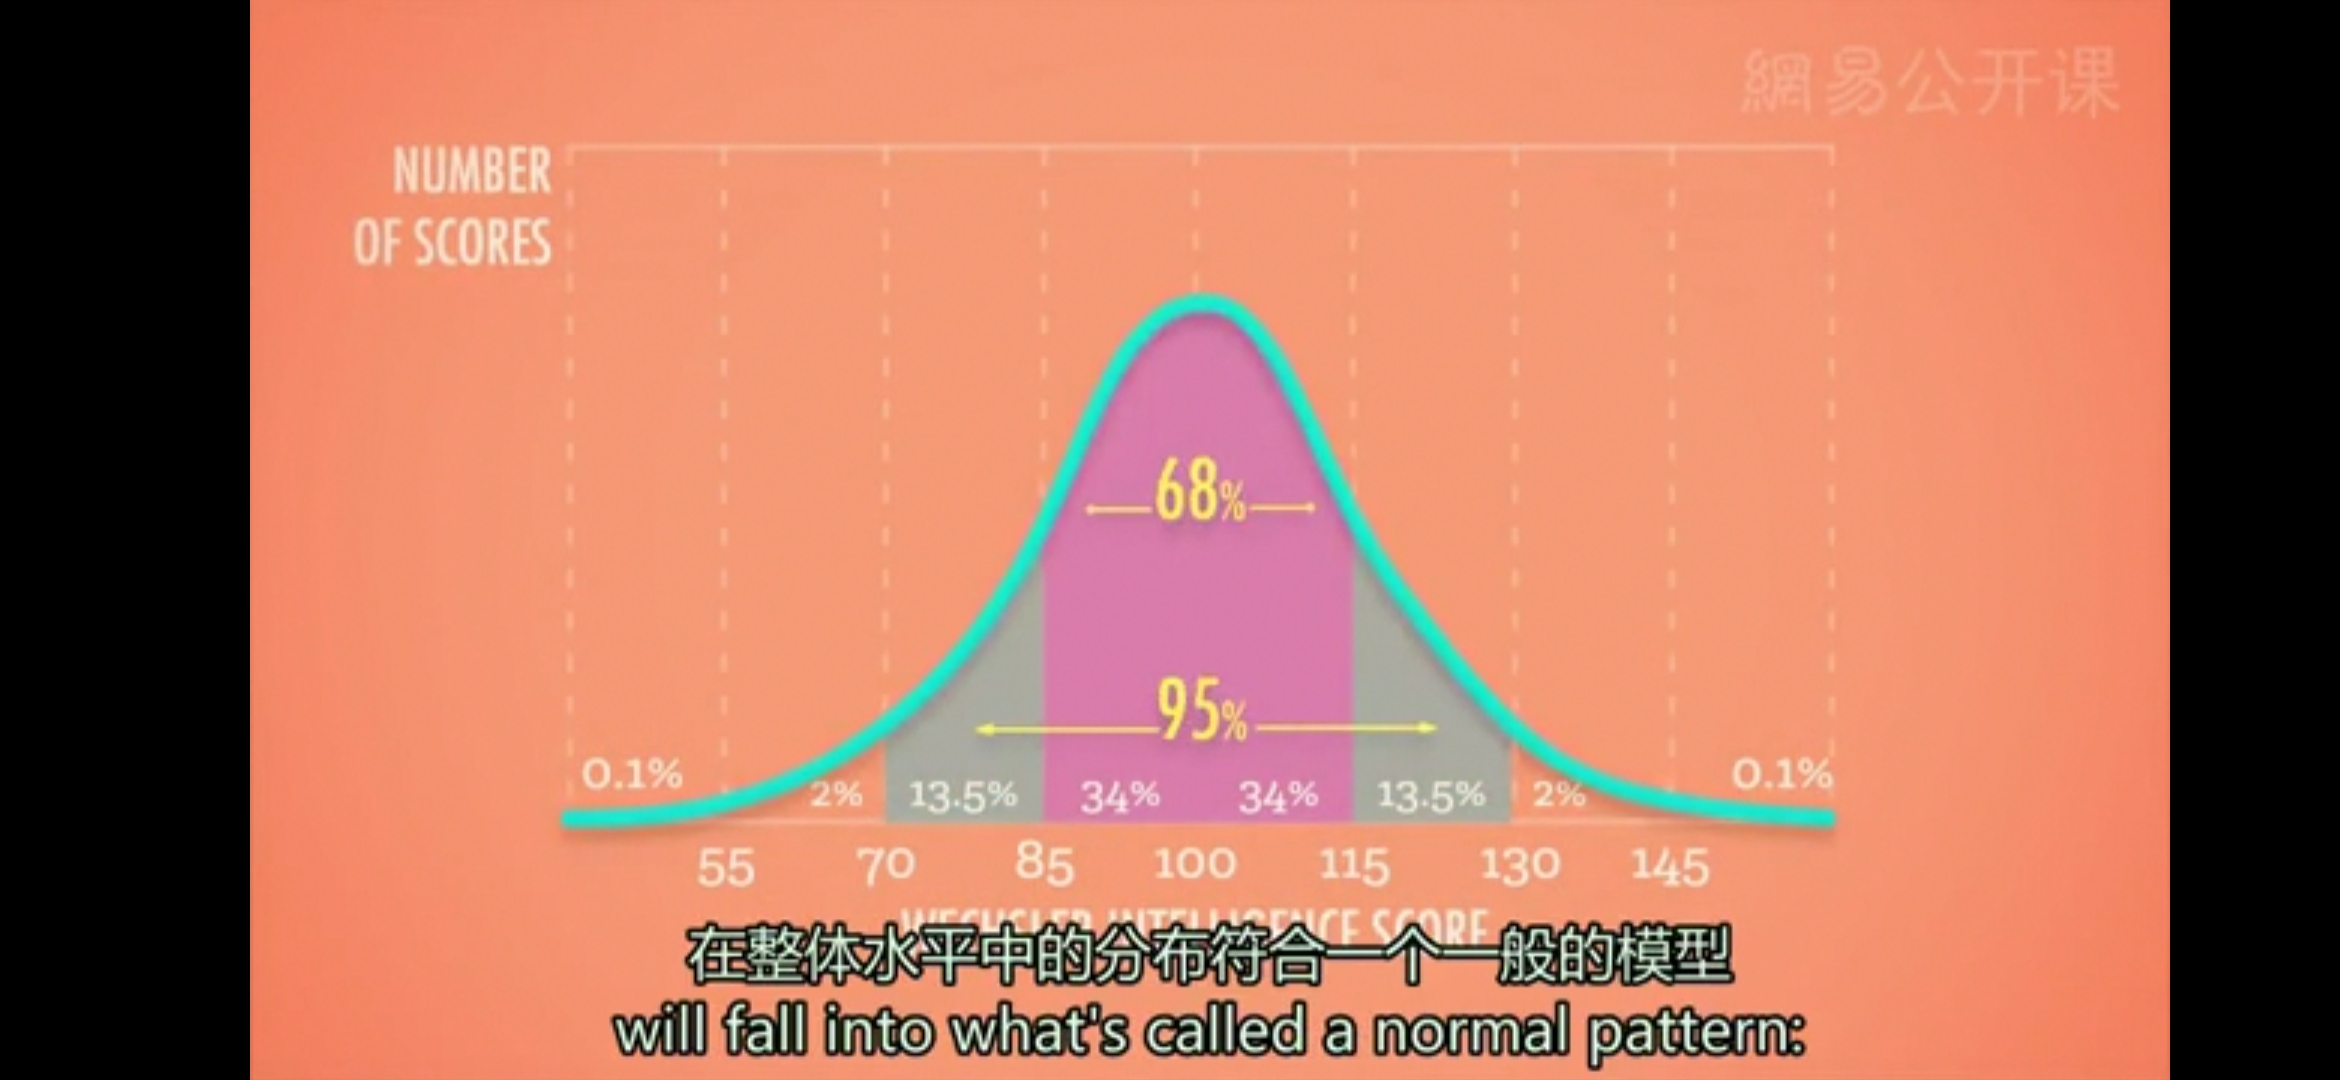 網易公开课
NUMBER
OF SCORES
68%
95%
0.1%
2%
13.5%
34%
34%
13.5%
2%
0.1%
55
70
85
100
115
130
145
WECHSLER INTELLIGENCE SCORE
在整体水平中的分布符合一个一般的模型
will fall into what's called a normal pattern: